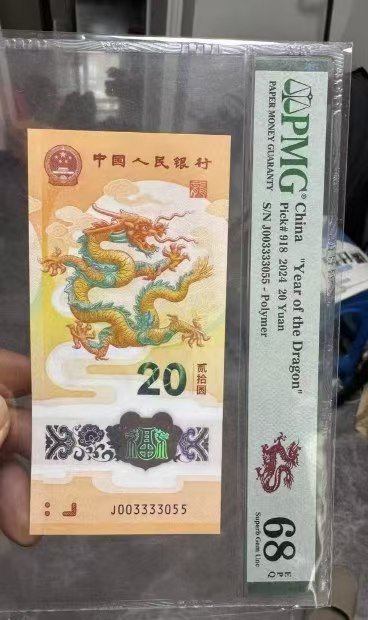 中国人民银行
20
贰拾圆
福
J003333055
PMG
PAPER MONEY GUARANTY
China "Year of the Dragon"
Pick# 918 2024 20 Yuan
S/N J003333055 - Polymer
68
EPQ
Superb Gem Unc